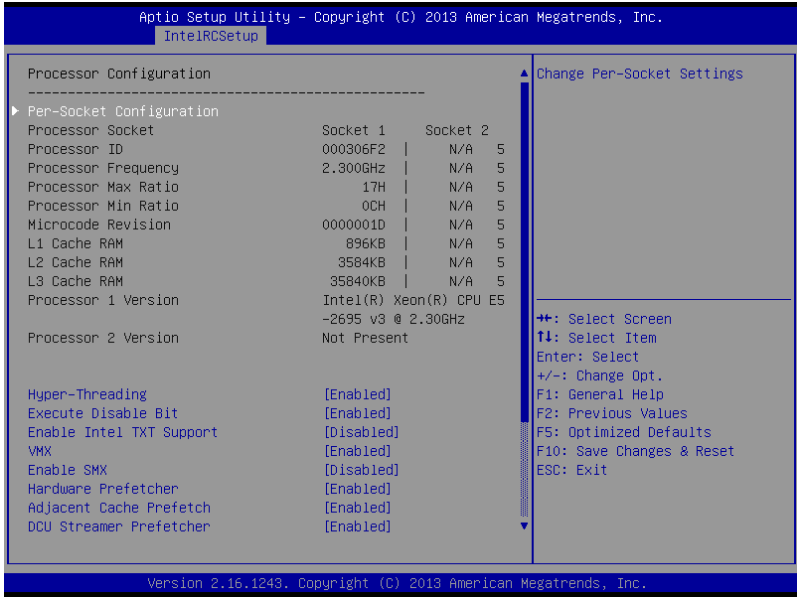 Aptio Setup Utility – Copyright (C) 2013 American Megatrends, Inc.
IntelRCSetup
Processor Configuration
--------------------------------------------------
Per-Socket Configuration
Processor Socket Socket 1 Socket 2
Processor ID 000306F2 | N/A 5
Processor Frequency 2.300GHz | N/A 5
Processor Max Ratio 17H | N/A 5
Processor Min Ratio 0CH | N/A 5
Microcode Revision 0000001D | N/A 5
L1 Cache RAM 896KB | N/A 5
L2 Cache RAM 3584KB | N/A 5
L3 Cache RAM 35840KB | N/A 5
Processor 1 Version Intel(R) Xeon(R) CPU E5
-2695 v3 @ 2.30GHz
Processor 2 Version Not Present
Hyper-Threading [Enabled]
Execute Disable Bit [Enabled]
Enable Intel TXT Support [Disabled]
VMX [Enabled]
Enable SMX [Disabled]
Hardware Prefetcher [Enabled]
Adjacent Cache Prefetch [Enabled]
DCU Streamer Prefetcher [Enabled]
Change Per-Socket Settings
→←: Select Screen
↑↓: Select Item
Enter: Select
+/-: Change Opt.
F1: General Help
F2: Previous Values
F5: Optimized Defaults
F10: Save Changes & Reset
ESC: Exit
Version 2.16.1243. Copyright (C) 2013 American Megatrends, Inc.